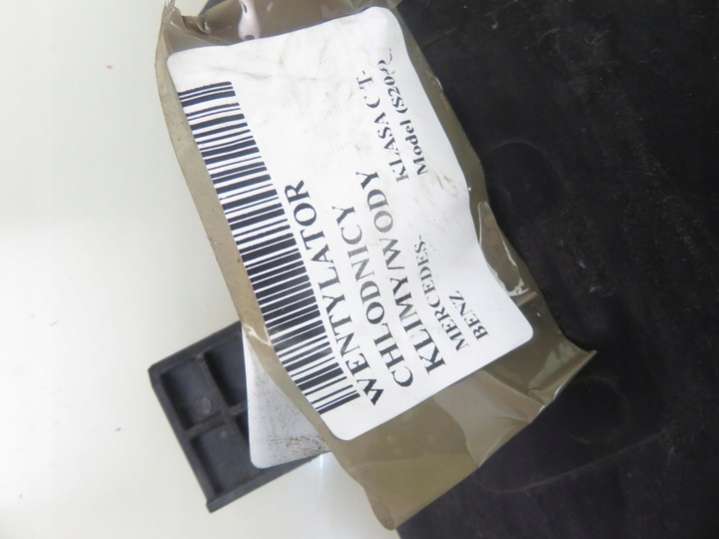 WENTYLATOR
CHLODNICY
KLIMY/WODY
MERCEDES-
BENZ
KLASA C T-
Model (S202,